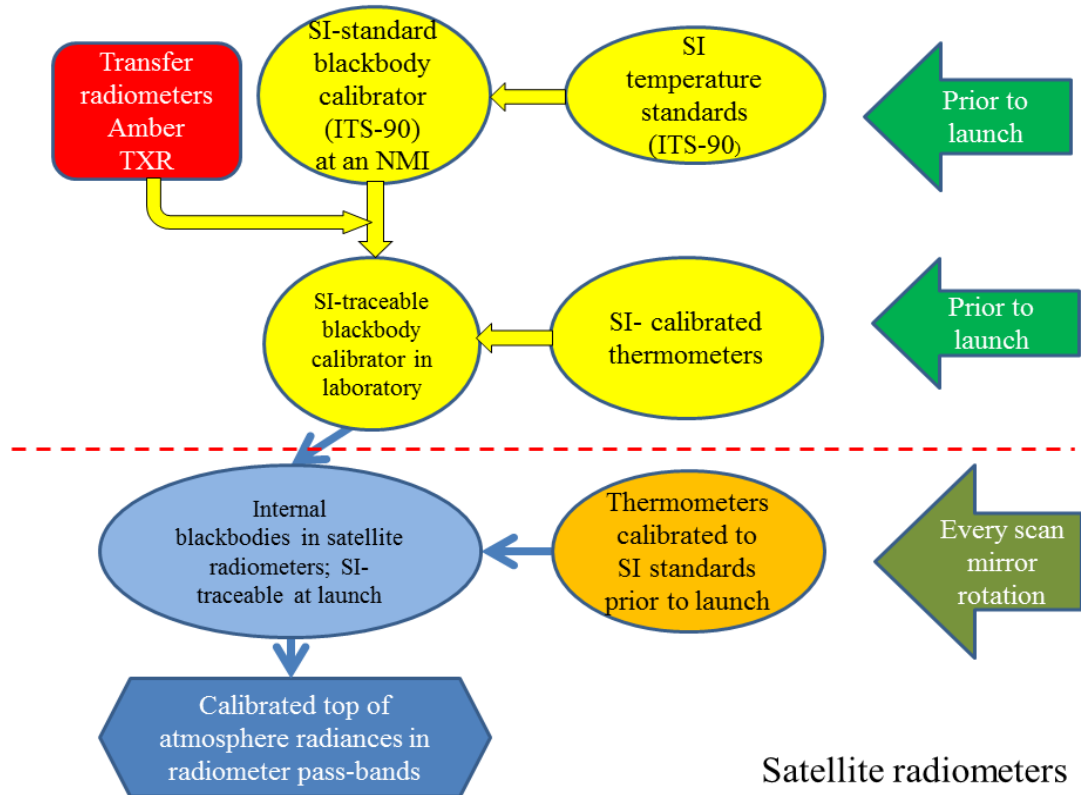 Transfer
radiometers
Amber
TXR
SI-standard
blackbody
calibrator
(ITS-90)
at an NMI
SI
temperature
standards
(ITS-90)
Prior to
launch
SI-traceable
blackbody
calibrator in
laboratory
SI- calibrated
thermometers
Prior to
launch
Internal
blackbodies in satellite
radiometers; SI-
traceable at launch
Thermometers
calibrated to
SI standards
prior to launch
Every scan
mirror
rotation
Calibrated top of
atmosphere radiances in
radiometer pass-bands
Satellite radiometers